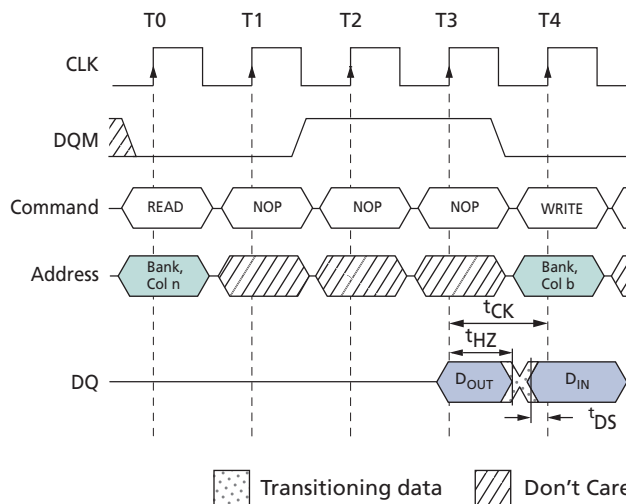 T0 T1 T2 T3 T4
CLK
DQM
Command READ NOP NOP NOP WRITE
Address Bank, Col n Bank, Col b
tCK
tHZ
DQ DOUT DIN
tDS
Transitioning data Don't Care